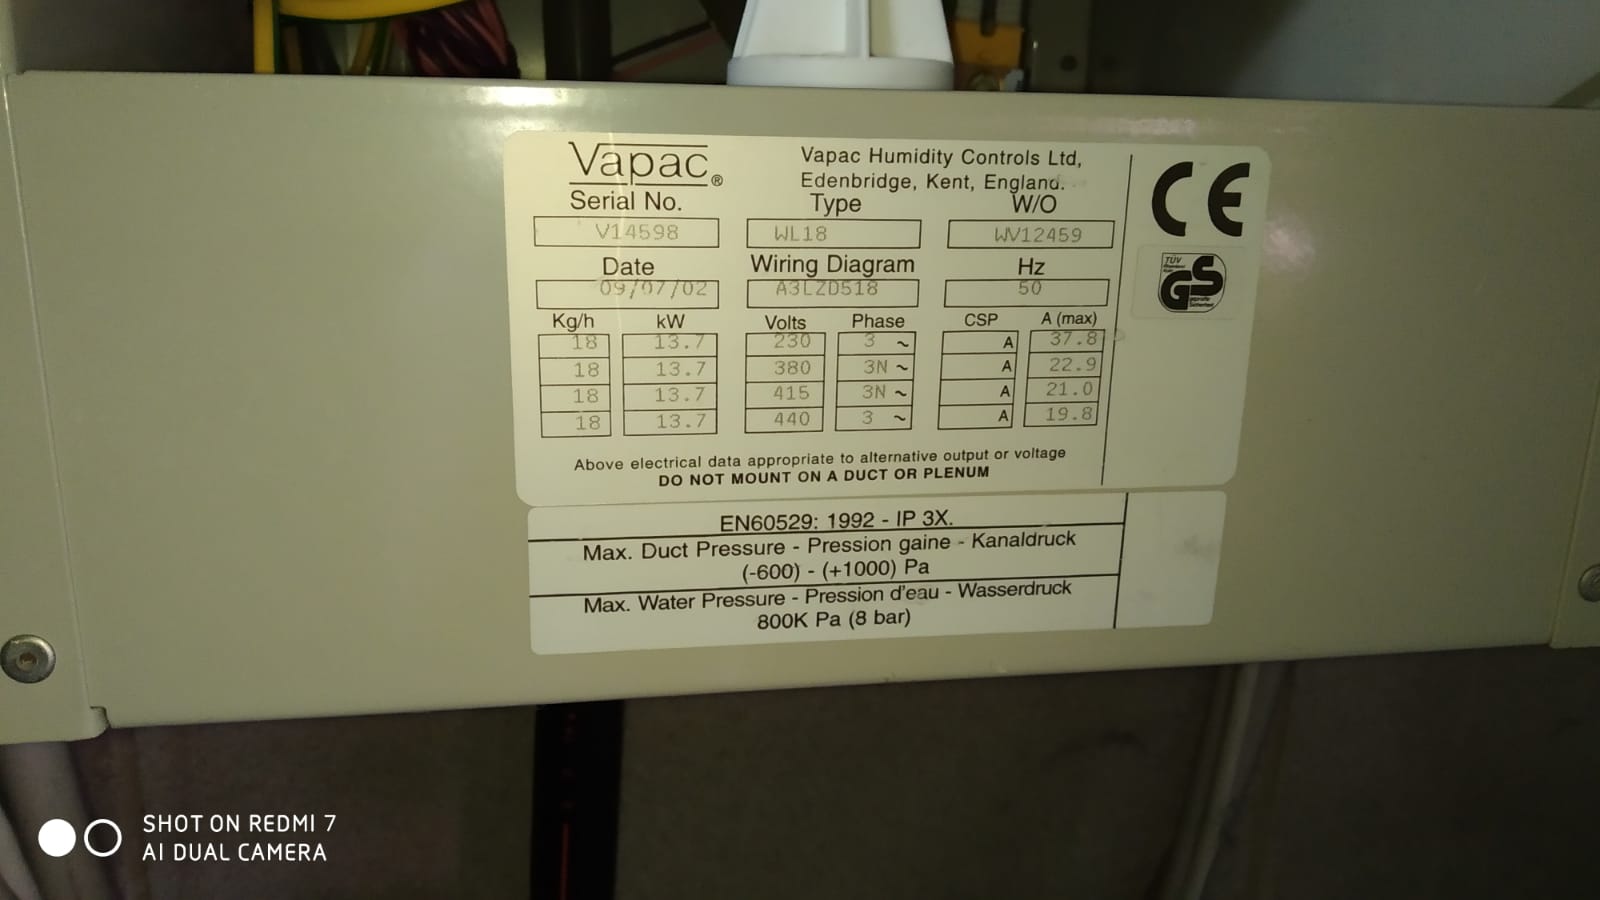 Vapac®
Vapac Humidity Controls Ltd,
Edenbridge, Kent, England.
Serial No. Type W/O
V14598 WL18 WV12459
Date Wiring Diagram Hz
09/07/02 A3LZD518 50
Kg/h kW Volts Phase CSP A (max)
18 13.7 230 3 ~ A 37.8
18 13.7 380 3N ~ A 22.9
18 13.7 415 3N ~ A 21.0
18 13.7 440 3 ~ A 19.8
Above electrical data appropriate to alternative output or voltage
DO NOT MOUNT ON A DUCT OR PLENUM
CE
TÜV
GS
geprüfte
Sicherheit
EN60529: 1992 - IP 3X.
Max. Duct Pressure - Pression gaine - Kanaldruck
(-600) - (+1000) Pa
Max. Water Pressure - Pression d'eau - Wasserdruck
800K Pa (8 bar)
SHOT ON REDMI 7
AI DUAL CAMERA